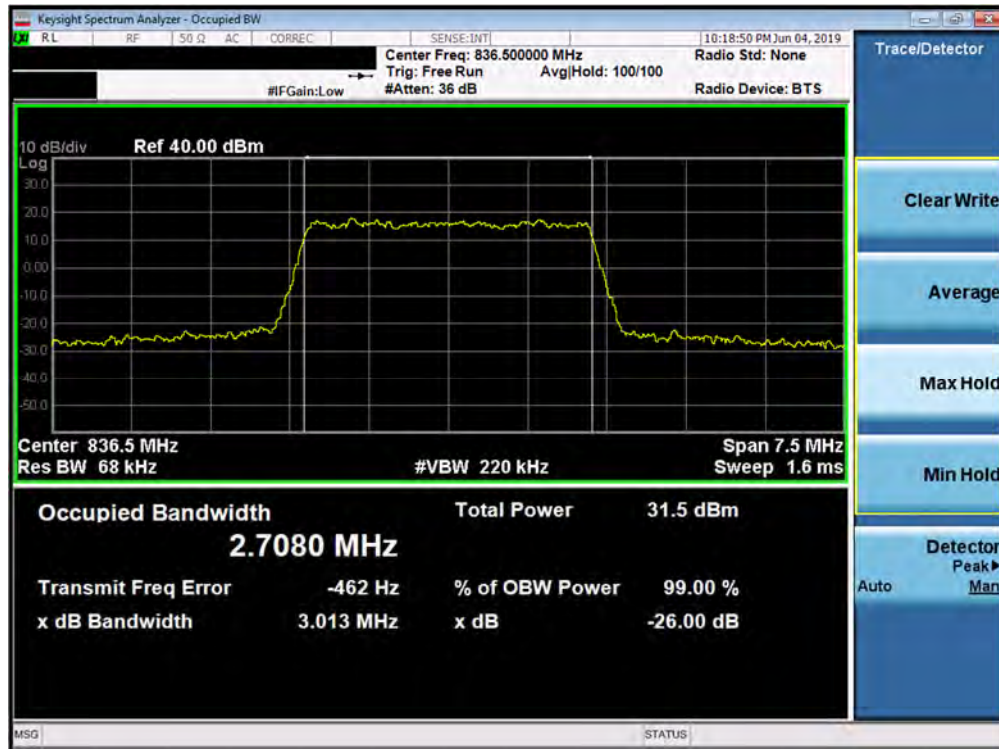 Keysight Spectrum Analyzer - Occupied BW
LXI RL RF 50 Ω AC CORREC SENSE:INT 10:18:50 PM Jun 04, 2019
Center Freq: 836.500000 MHz Radio Std: None
Trig: Free Run Avg|Hold: 100/100
#IFGain:Low #Atten: 36 dB Radio Device: BTS
Trace/Detector
10 dB/div Ref 40.00 dBm
Log
30.0
20.0
10.0
0.00
-10.0
-20.0
-30.0
-40.0
-50.0
Center 836.5 MHz Span 7.5 MHz
Res BW 68 kHz #VBW 220 kHz Sweep 1.6 ms
Occupied Bandwidth Total Power 31.5 dBm
2.7080 MHz
Transmit Freq Error -462 Hz % of OBW Power 99.00 %
x dB Bandwidth 3.013 MHz x dB -26.00 dB
Clear Write
Average
Max Hold
Min Hold
Detector
Peak▶
Auto Man
MSG STATUS